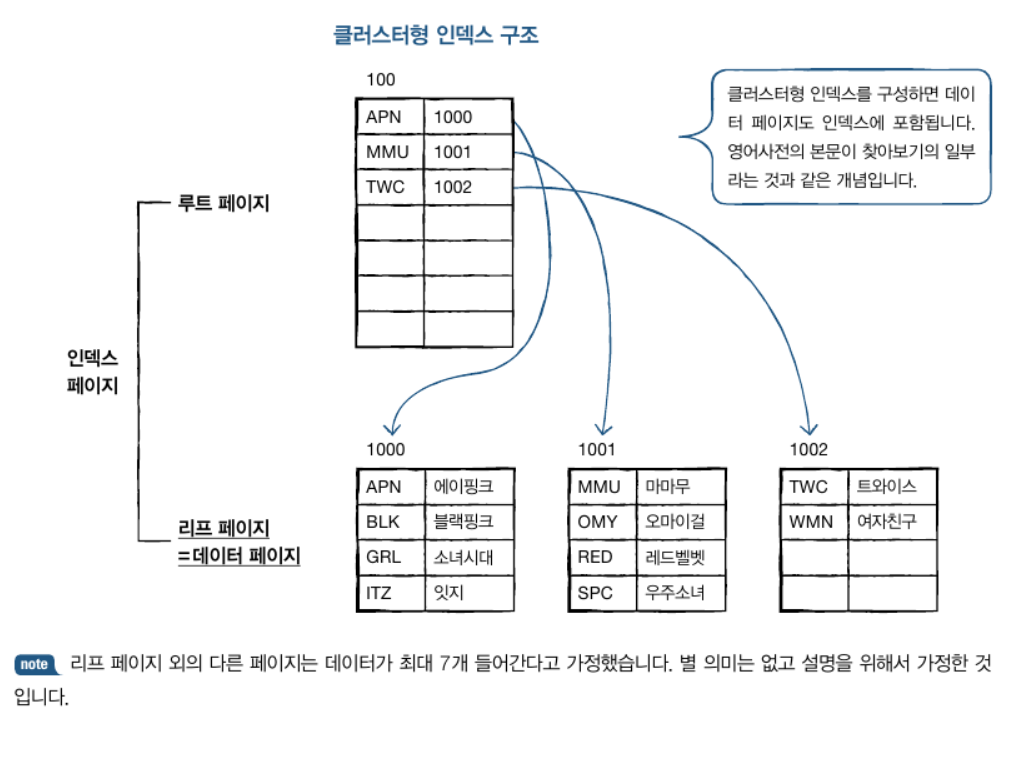 클러스터형 인덱스 구조
100
APN 1000
MMU 1001
TWC 1002
클러스터형 인덱스를 구성하면 데이
터 페이지도 인덱스에 포함됩니다.
영어사전의 본문이 찾아보기의 일부
라는 것과 같은 개념입니다.
루트 페이지
인덱스
페이지
리프 페이지
=데이터 페이지
1000
APN 에이핑크
BLK 블랙핑크
GRL 소녀시대
ITZ 잇지
1001
MMU 마마무
OMY 오마이걸
RED 레드벨벳
SPC 우주소녀
1002
TWC 트와이스
WMN 여자친구
note 리프 페이지 외의 다른 페이지는 데이터가 최대 7개 들어간다고 가정했습니다. 별 의미는 없고 설명을 위해서 가정한 것
입니다.